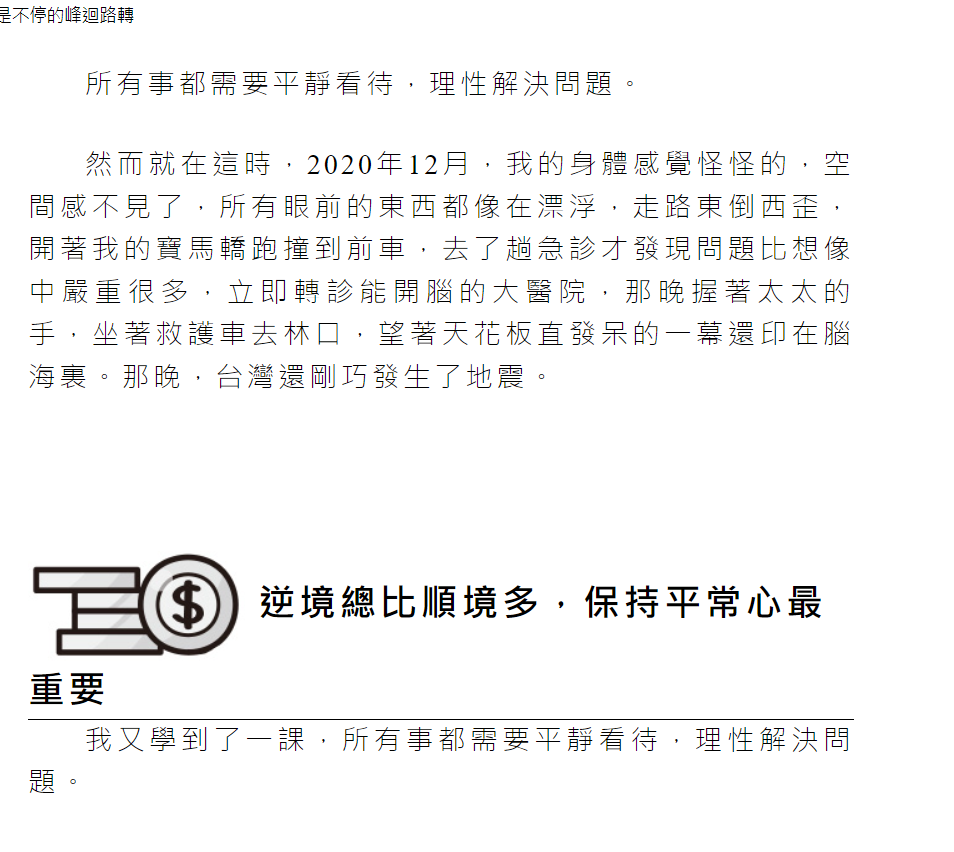 是不停的峰迴路轉
所有事都需要平靜看待，理性解決問題。
然而就在這時，2020年12月，我的身體感覺怪怪的，空
間感不見了，所有眼前的東西都像在漂浮，走路東倒西歪，
開著我的寶馬轎跑撞到前車，去了趟急診才發現問題比想像
中嚴重很多，立即轉診能開腦的大醫院，那晚握著太太的
手，坐著救護車去林口，望著天花板直發呆的一幕還印在腦
海裏。那晚，台灣還剛巧發生了地震。
$ 逆境總比順境多，保持平常心最
重要
我又學到了一課，所有事都需要平靜看待，理性解決問
題。